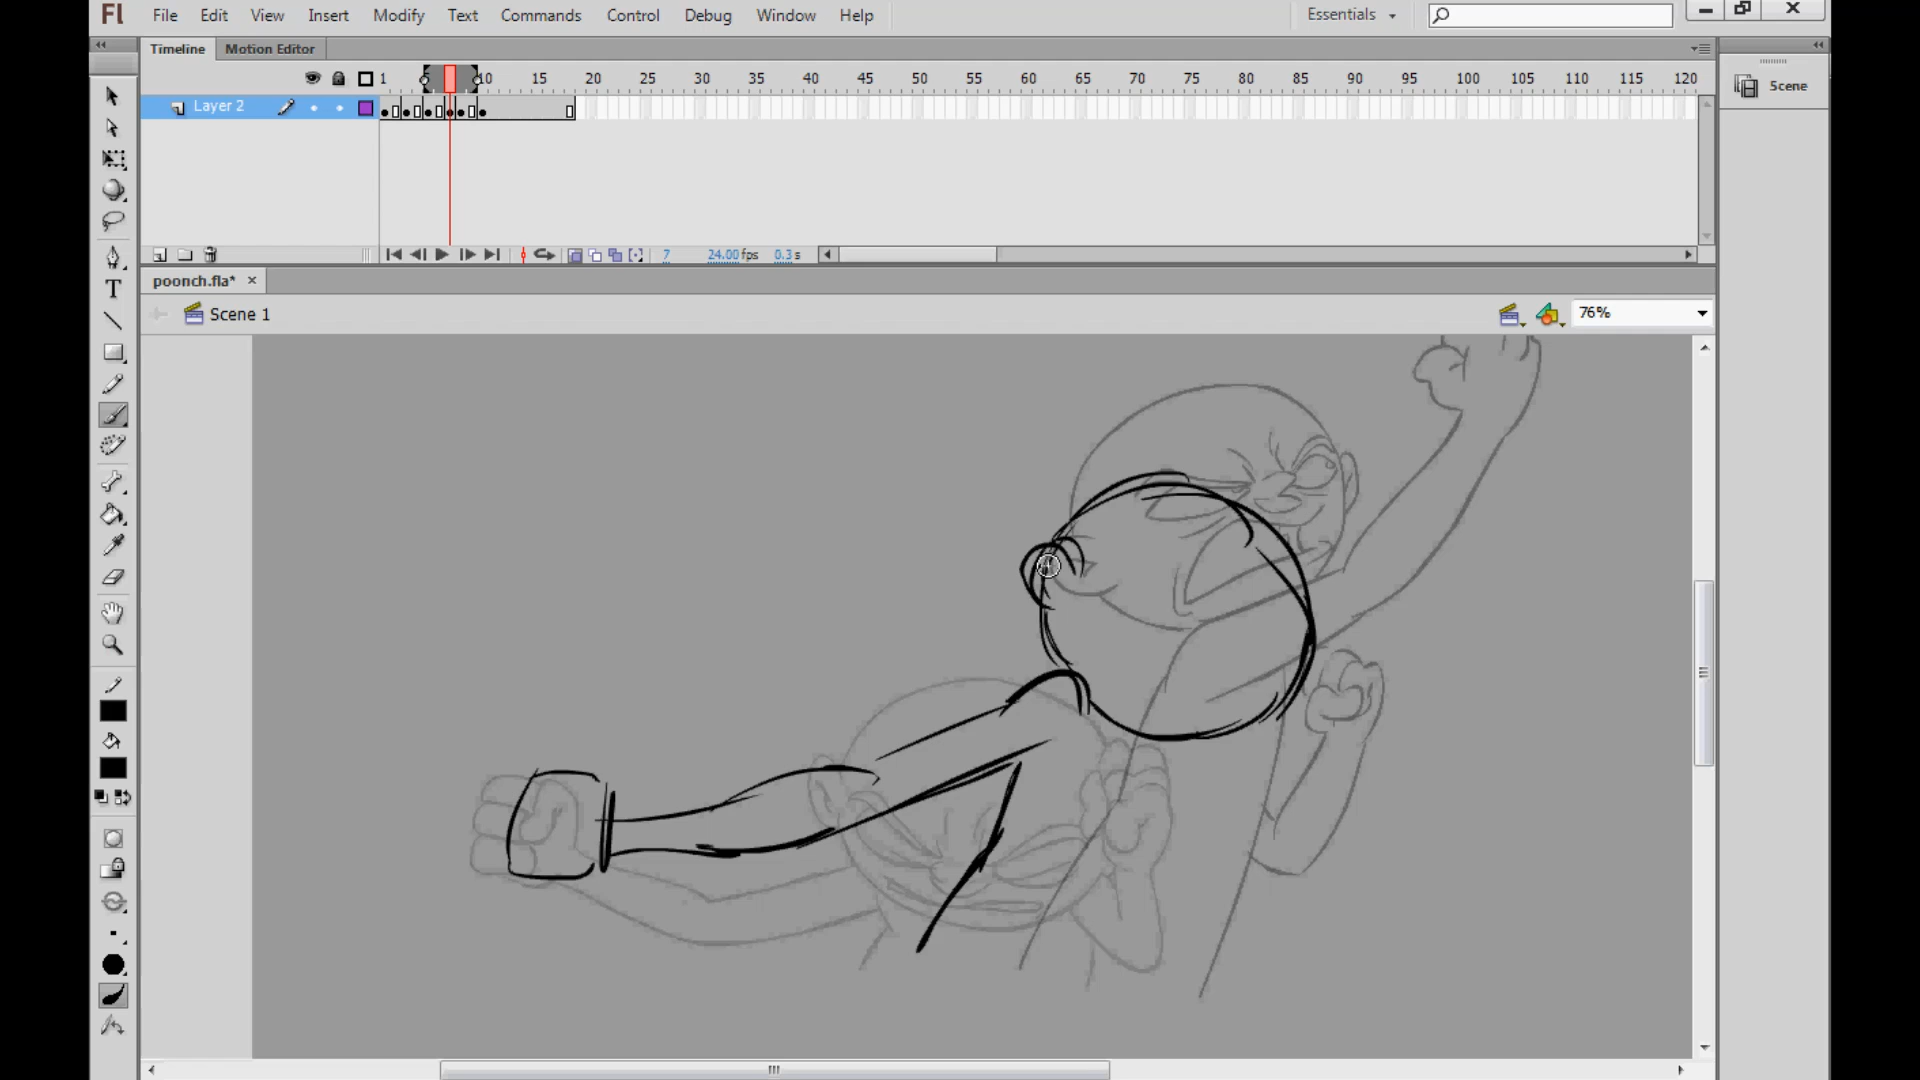 Fl File Edit View Insert Modify Text Commands Control Debug Window Help Essentials
Timeline Motion Editor
1 5 10 15 20 25 30 35 40 45 50 55 60 65 70 75 80 85 90 95 100 105 110 115 120
Scene
Layer 2
7 24.00 fps 0.3 s
poonch.fla*
Scene 1
76%
T